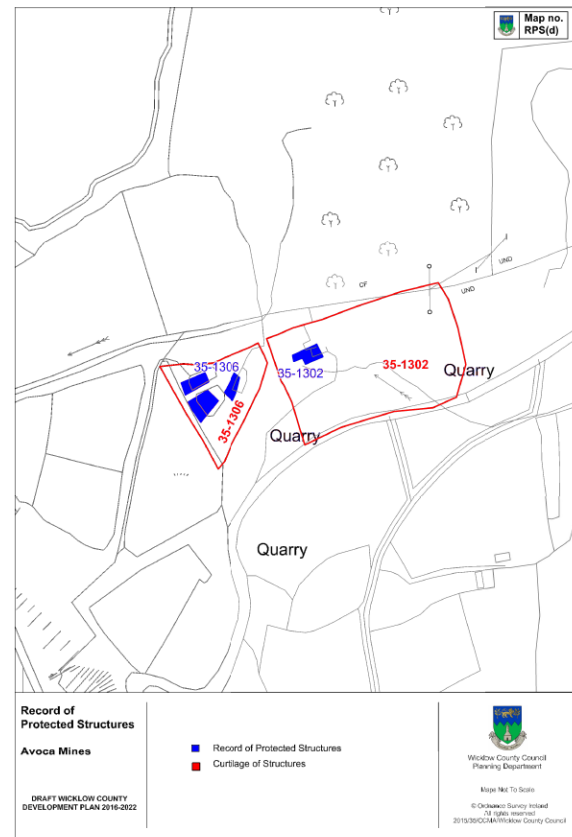 Map no.
RPS(d)
CF
UND
UND
35-1306
35-1302
35-1302
Quarry
35-1306
Quarry
Quarry
Record of
Protected Structures
Avoca Mines
DRAFT WICKLOW COUNTY
DEVELOPMENT PLAN 2016-2022
Record of Protected Structures
Curtilage of Structures
Wicklow County Council
Planning Department
Maps Not To Scale
© Ordnance Survey Ireland
All rights reserved
2015/35/CCMA/Wicklow County Council